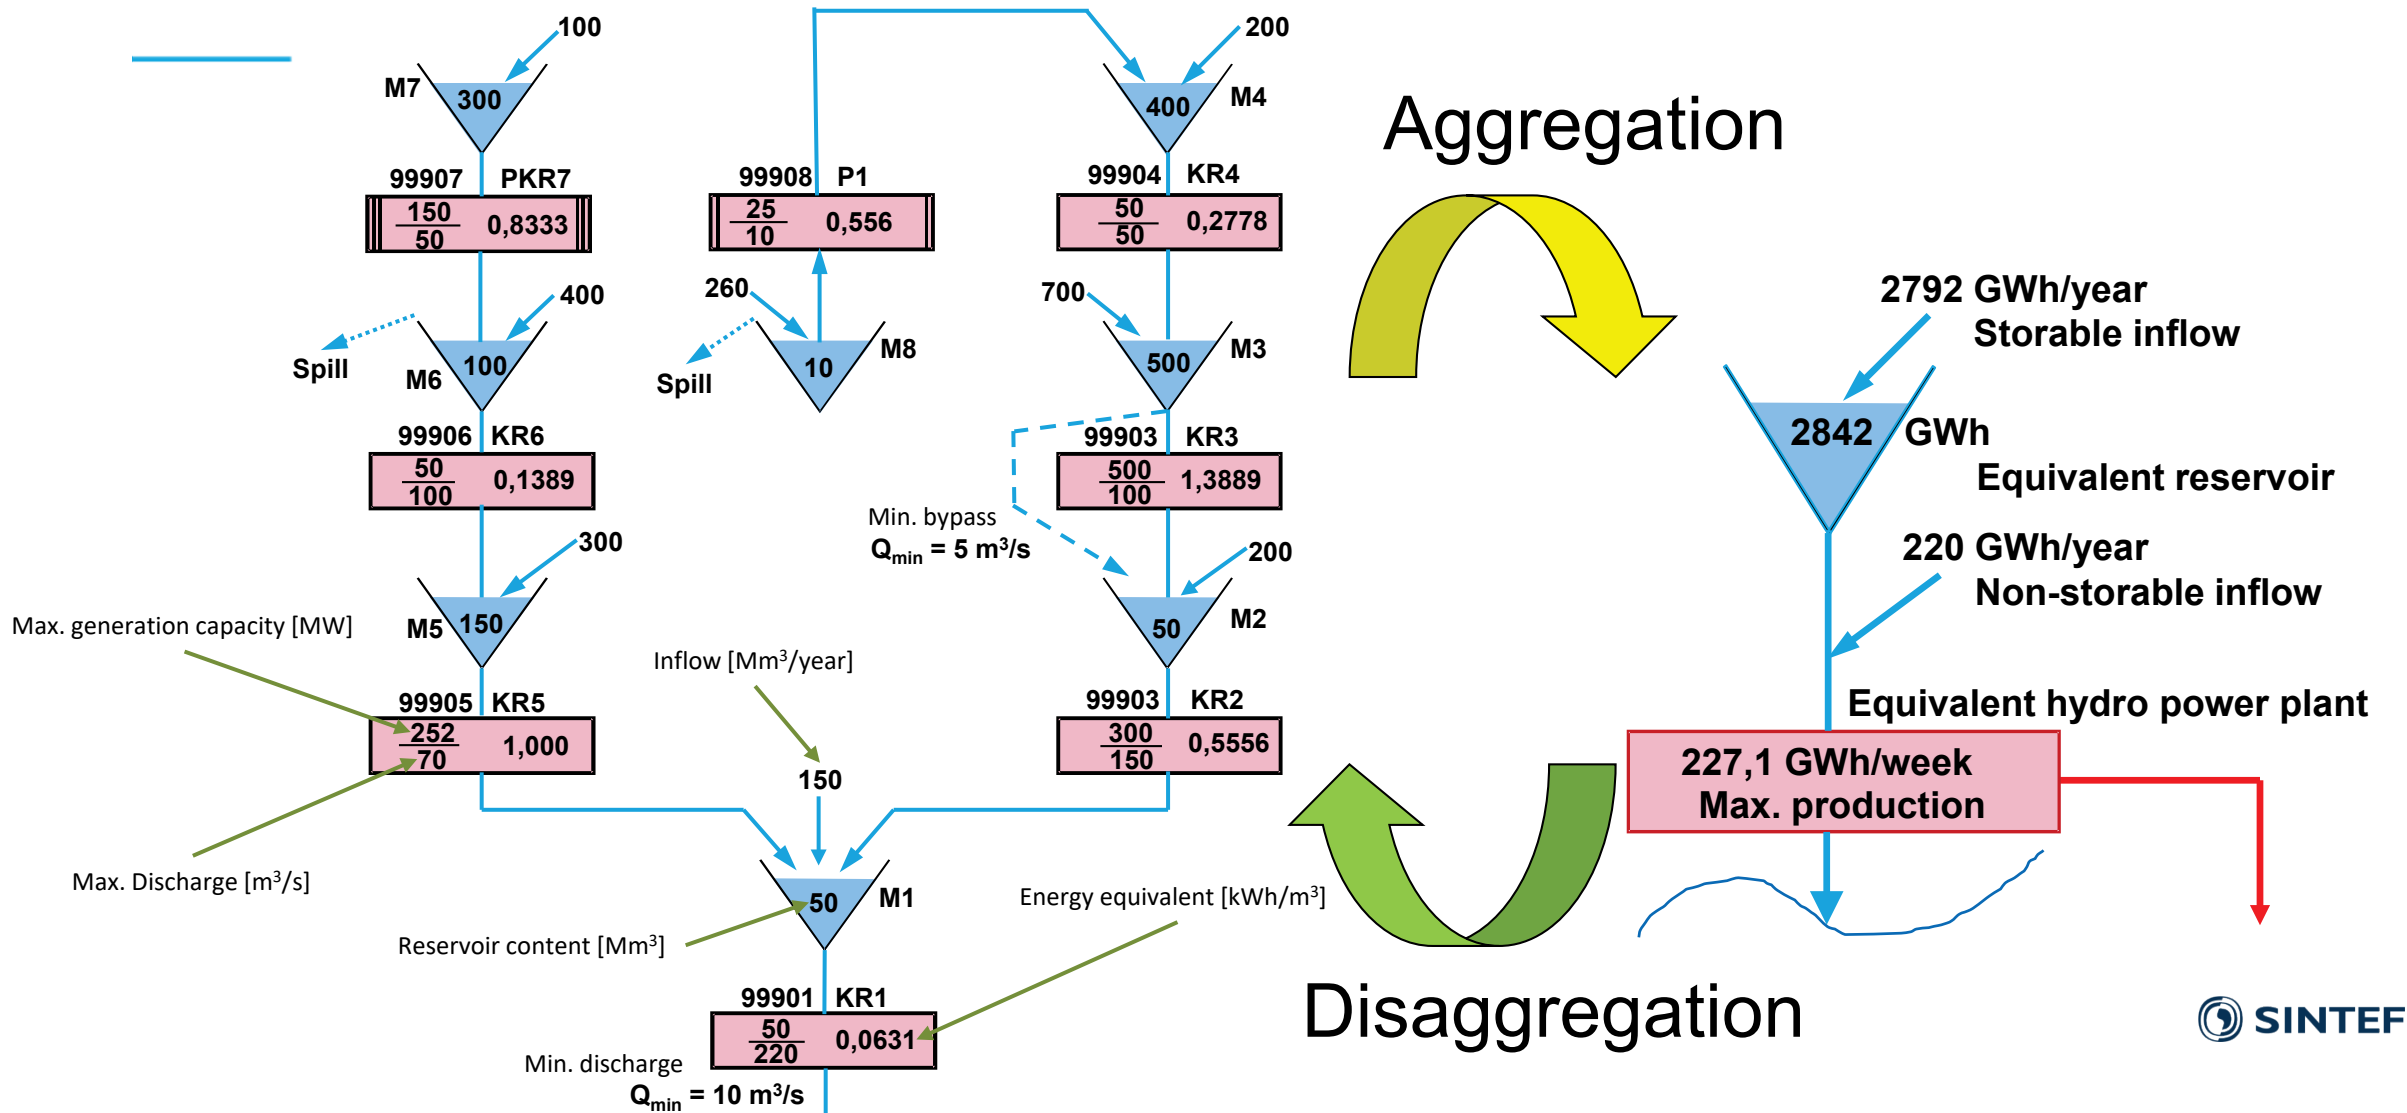 100
200
M7
300
400
M4
Aggregation
99907 PKR7
99908 P1
99904 KR4
150
50
0,8333
25
10
0,556
50
50
0,2778
400
260
700
2792 GWh/year
Storable inflow
Spill
M6
100
Spill
10
M8
500
M3
2842 GWh
Equivalent reservoir
99906 KR6
99903 KR3
50
100
0,1389
500
100
1,3889
Min. bypass
Qmin = 5 m³/s
300
200
220 GWh/year
Non-storable inflow
Max. generation capacity [MW]
M5
150
50
M2
Inflow [Mm³/year]
99905 KR5
99903 KR2
Equivalent hydro power plant
252
70
1,000
300
150
0,5556
227,1 GWh/week
Max. production
150
Max. Discharge [m³/s]
50
M1
Energy equivalent [kWh/m³]
Reservoir content [Mm³]
99901 KR1
Disaggregation
50
220
0,0631
Min. discharge
Qmin = 10 m³/s
SINTEF